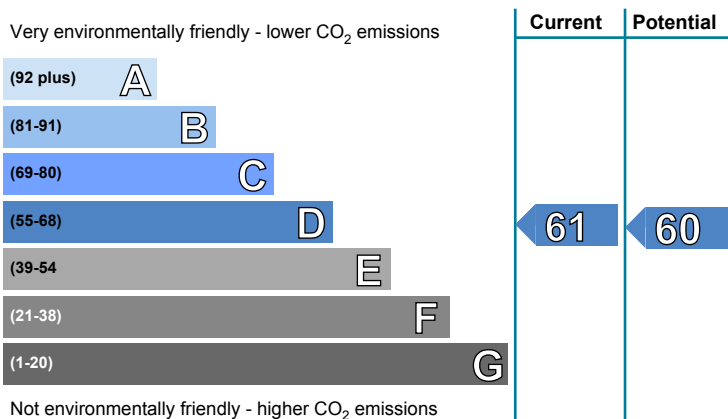 Very environmentally friendly - lower CO2 emissions
Current Potential
(92 plus) A
(81-91) B
(69-80) C
(55-68) D
61 60
(39-54 E
(21-38) F
(1-20) G
Not environmentally friendly - higher CO2 emissions